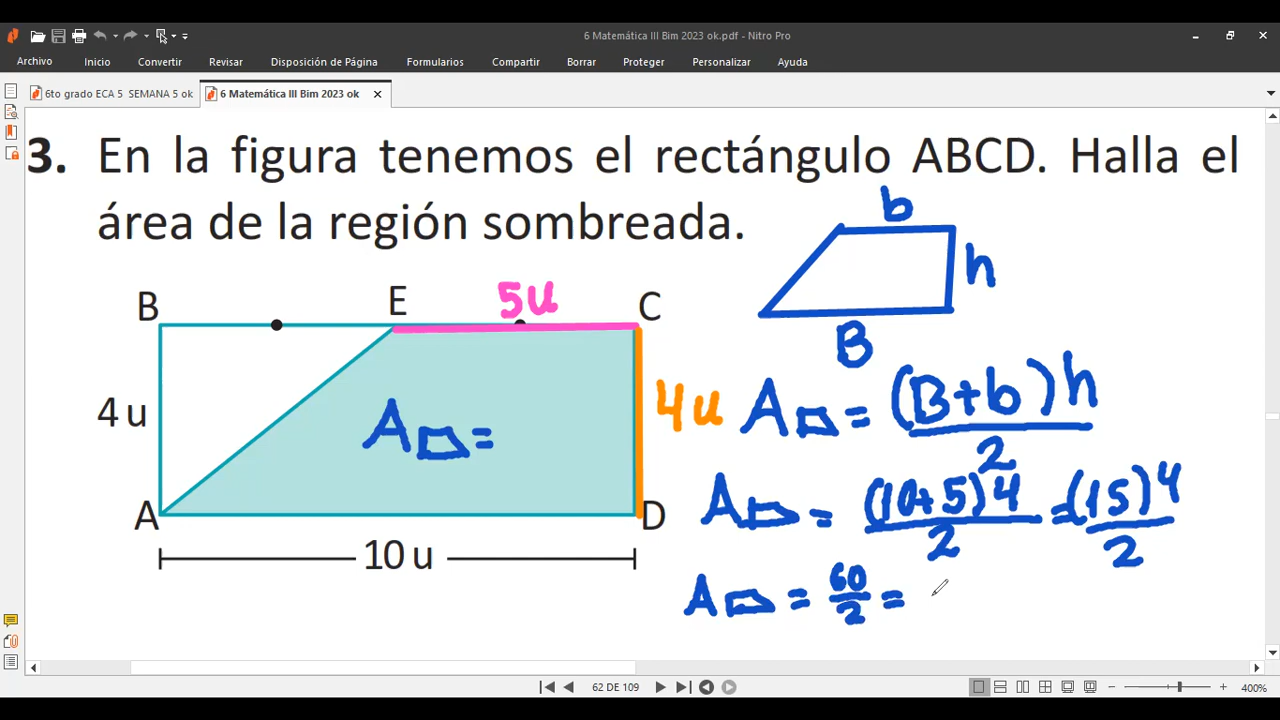 6 Matemática III Bim 2023 ok.pdf - Nitro Pro
Archivo Inicio Convertir Revisar Disposición de Página Formularios Compartir Borrar Proteger Personalizar Ayuda
6to grado ECA 5 SEMANA 5 ok
6 Matemática III Bim 2023 ok
3. En la figura tenemos el rectángulo ABCD. Halla el
área de la región sombreada.
b
h
B
B E 5u C
4 u
4u
A▱=
A D
10 u
A▱= (B+b)h/2
A▱= (10+5)4/2 =(15)4/2
A▱= 60/2 =
62 DE 109
400%